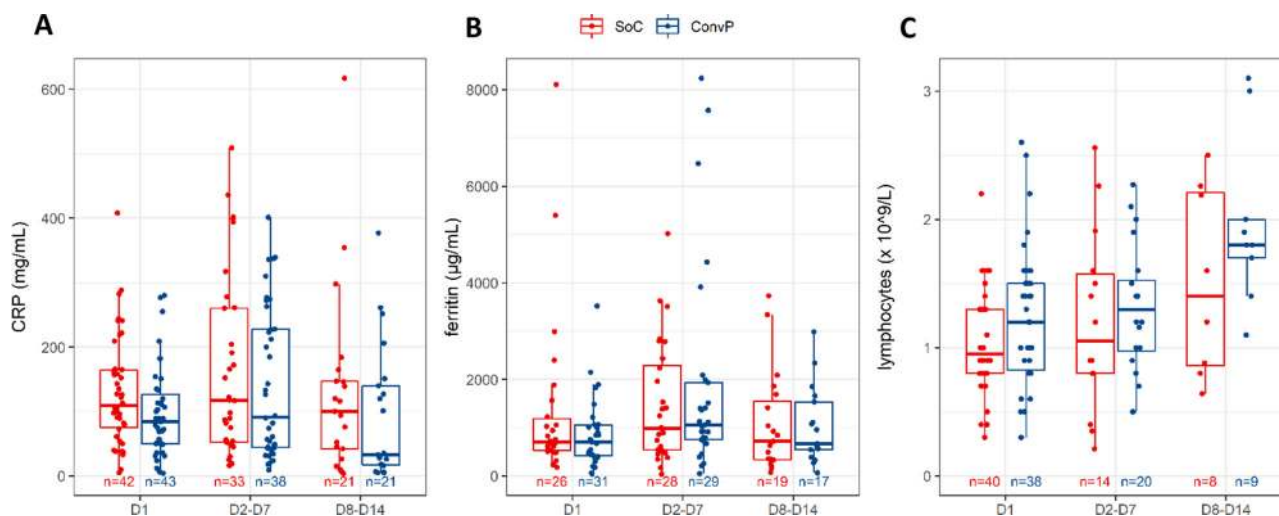 A
B
SoC
ConvP
C
CRP (mg/mL)
600
400
200
0
n=42
n=43
n=33
n=38
n=21
n=21
D1
D2-D7
D8-D14
ferritin (µg/mL)
8000
6000
4000
2000
0
n=26
n=31
n=28
n=29
n=19
n=17
D1
D2-D7
D8-D14
lymphocytes (x 10^9/L)
3
2
1
0
n=40
n=38
n=14
n=20
n=8
n=9
D1
D2-D7
D8-D14